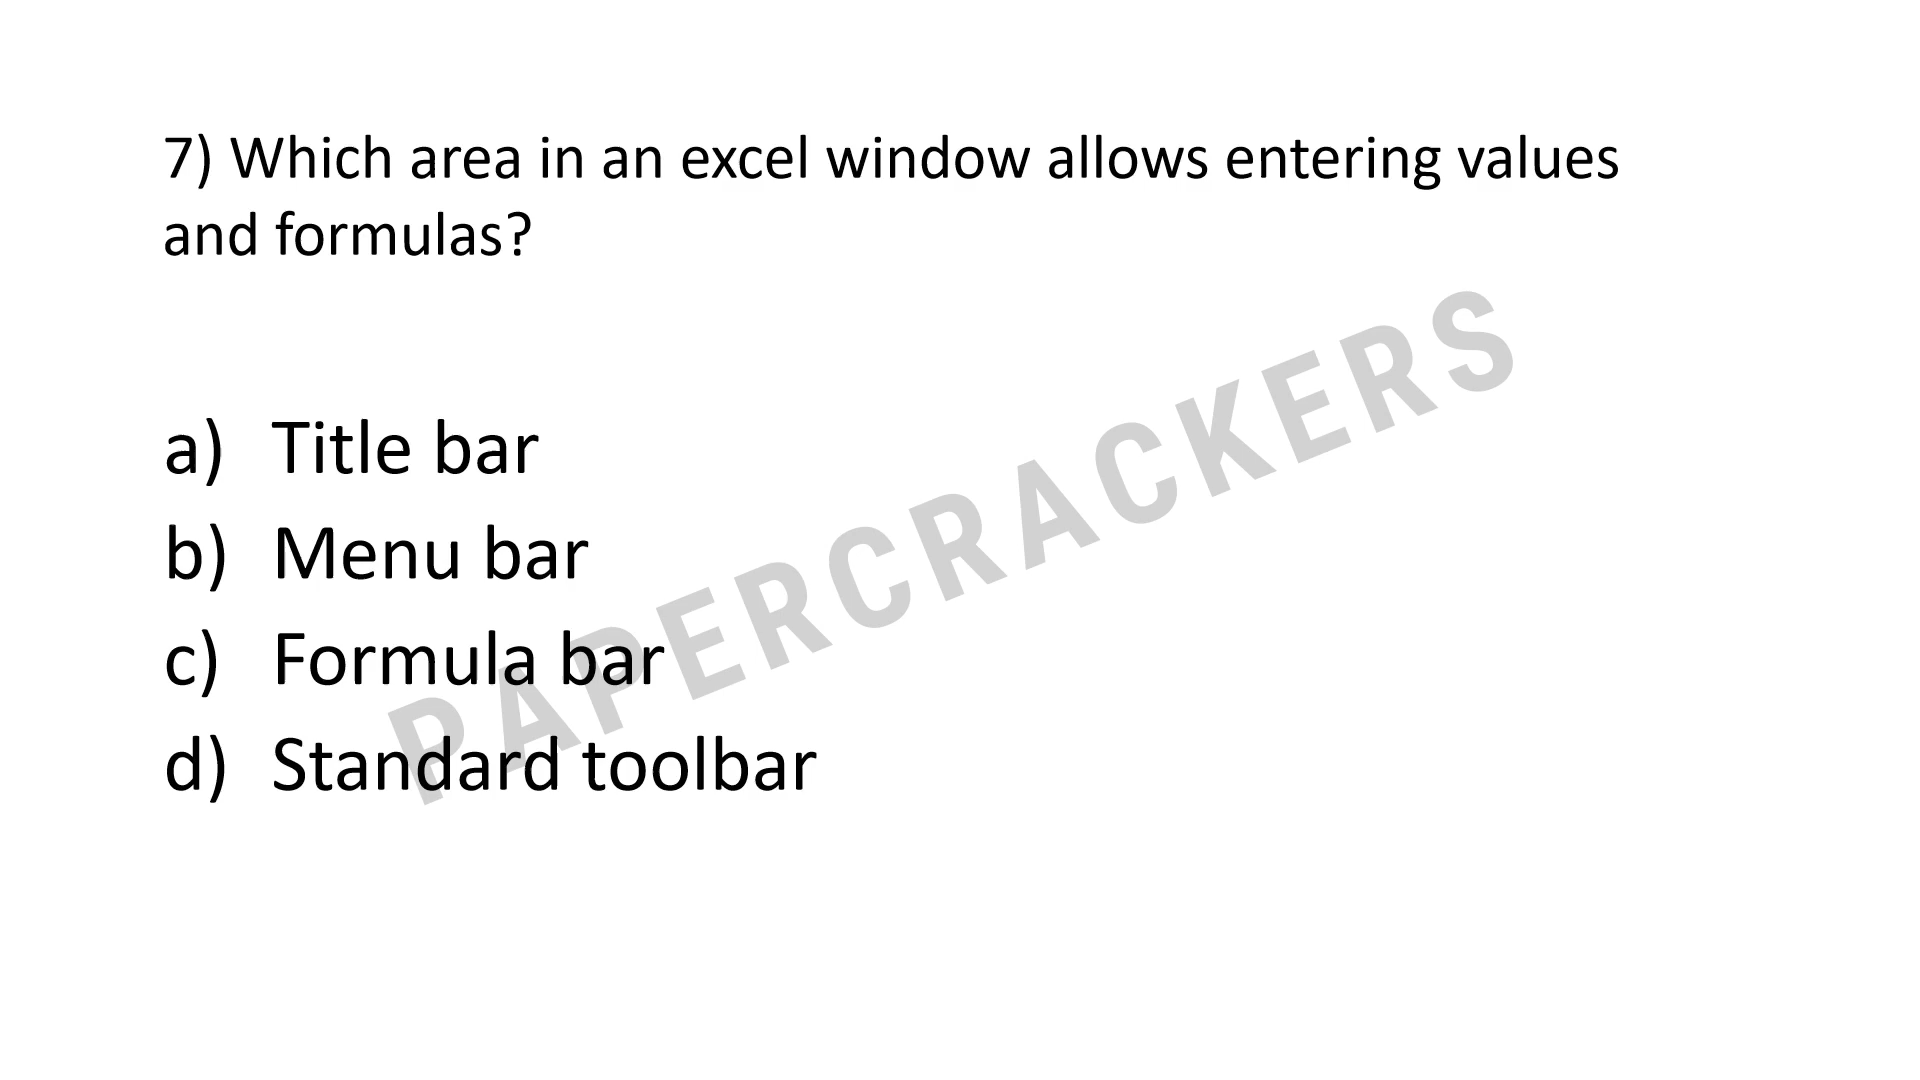 7) Which area in an excel window allows entering values
and formulas?
a) Title bar
b) Menu bar
c) Formula bar
d) Standard toolbar
PAPERCRACKERS